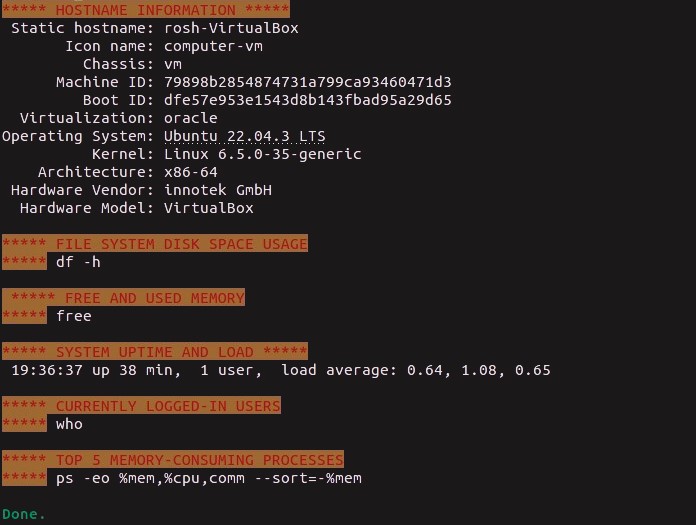 ***** HOSTNAME INFORMATION *****
Static hostname: rosh-VirtualBox
Icon name: computer-vm
Chassis: vm
Machine ID: 79898b2854874731a799ca93460471d3
Boot ID: dfe57e953e1543d8b143fbad95a29d65
Virtualization: oracle
Operating System: Ubuntu 22.04.3 LTS
Kernel: Linux 6.5.0-35-generic
Architecture: x86-64
Hardware Vendor: innotek GmbH
Hardware Model: VirtualBox
***** FILE SYSTEM DISK SPACE USAGE
***** df -h
***** FREE AND USED MEMORY
***** free
***** SYSTEM UPTIME AND LOAD *****
19:36:37 up 38 min,  1 user,  load average: 0.64, 1.08, 0.65
***** CURRENTLY LOGGED-IN USERS
***** who
***** TOP 5 MEMORY-CONSUMING PROCESSES
***** ps -eo %mem,%cpu,comm --sort=-%mem
Done.